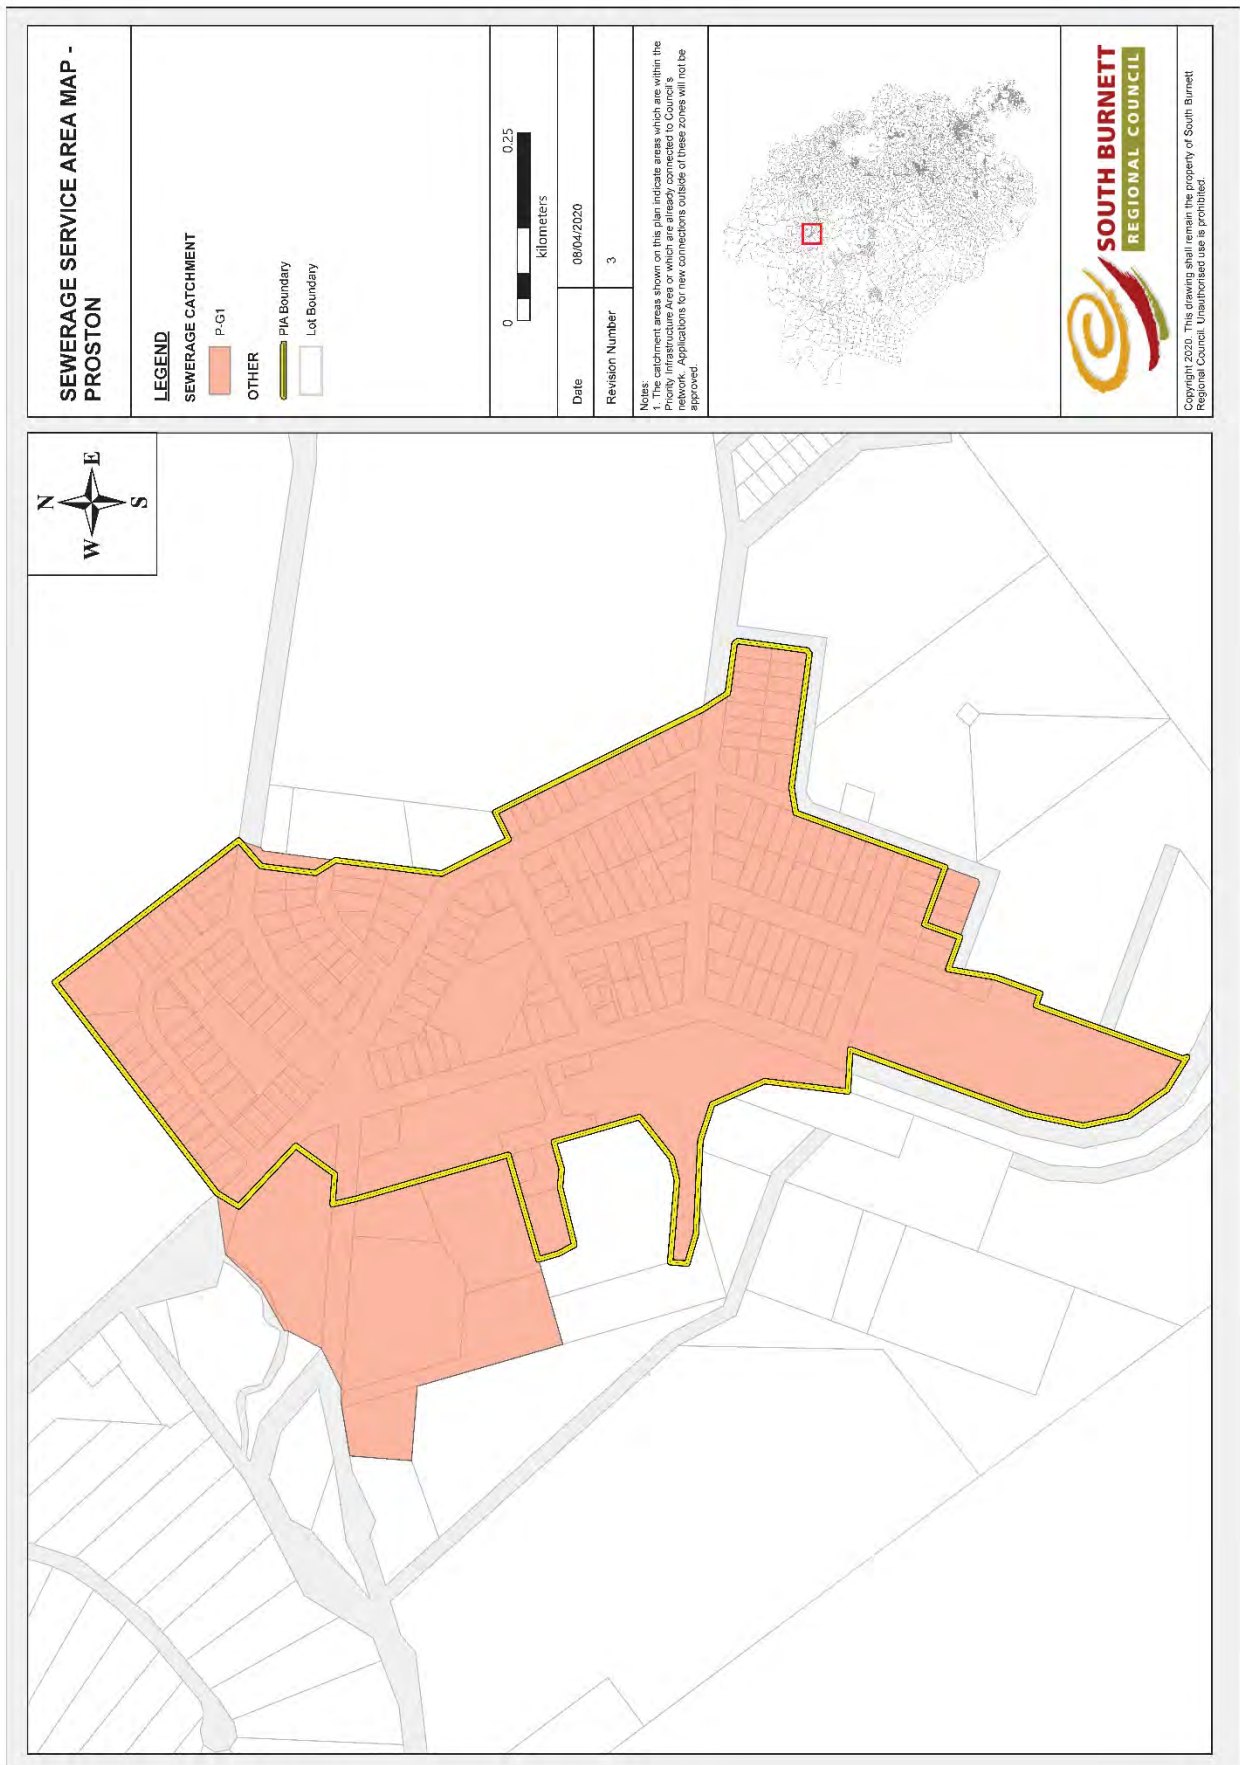 SEWERAGE SERVICE AREA MAP -
PROSTON
LEGEND
SEWERAGE CATCHMENT
P-G1
OTHER
PIA Boundary
Lot Boundary
0 0.25
kilometers
Date 08/04/2020
Revision Number 3
Notes:
1. The catchment areas shown on this plan indicate areas which are within the
Priority Infrastructure Area or which are already connected to Council's
network. Applications for new connections outside of these zones will not be
approved.
SOUTH BURNETT
REGIONAL COUNCIL
Copyright 2020. This drawing shall remain the property of South Burnett
Regional Council. Unauthorised use is prohibited.
N
W E
S